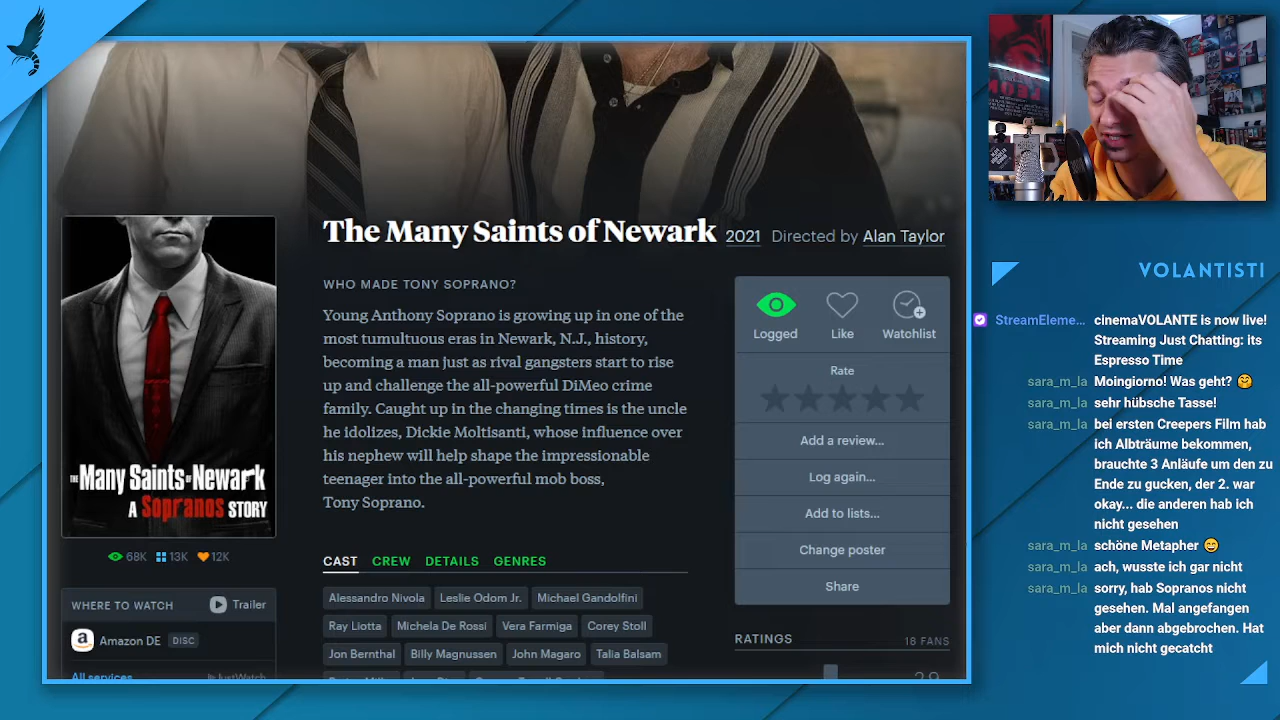 The Many Saints of Newark 2021 Directed by Alan Taylor
WHO MADE TONY SOPRANO?
Young Anthony Soprano is growing up in one of the
most tumultuous eras in Newark, N.J., history,
becoming a man just as rival gangsters start to rise
up and challenge the all-powerful DiMeo crime
family. Caught up in the changing times is the uncle
he idolizes, Dickie Moltisanti, whose influence over
his nephew will help shape the impressionable
teenager into the all-powerful mob boss,
Tony Soprano.
THE Many Saints OF Newark
A Sopranos STORY
68K 13K 12K
WHERE TO WATCH Trailer
Amazon DE DISC
All services JustWatch
CAST CREW DETAILS GENRES
Alessandro Nivola Leslie Odom Jr. Michael Gandolfini
Ray Liotta Michela De Rossi Vera Farmiga Corey Stoll
Jon Bernthal Billy Magnussen John Magaro Talia Balsam
Logged Like Watchlist
Rate
Add a review...
Log again...
Add to lists...
Change poster
Share
RATINGS 18 FANS
2.9
VOLANTISTI
StreamEleme... cinemaVOLANTE is now live!
Streaming Just Chatting: its
Espresso Time
sara_m_la Moingiorno! Was geht? 🤗
sara_m_la sehr hübsche Tasse!
sara_m_la bei ersten Creepers Film hab
ich Albträume bekommen,
brauchte 3 Anläufe um den zu
Ende zu gucken, der 2. war
okay... die anderen hab ich
nicht gesehen
sara_m_la schöne Metapher 😄
sara_m_la ach, wusste ich gar nicht
sara_m_la sorry, hab Sopranos nicht
gesehen. Mal angefangen
aber dann abgebrochen. Hat
mich nicht gecatcht